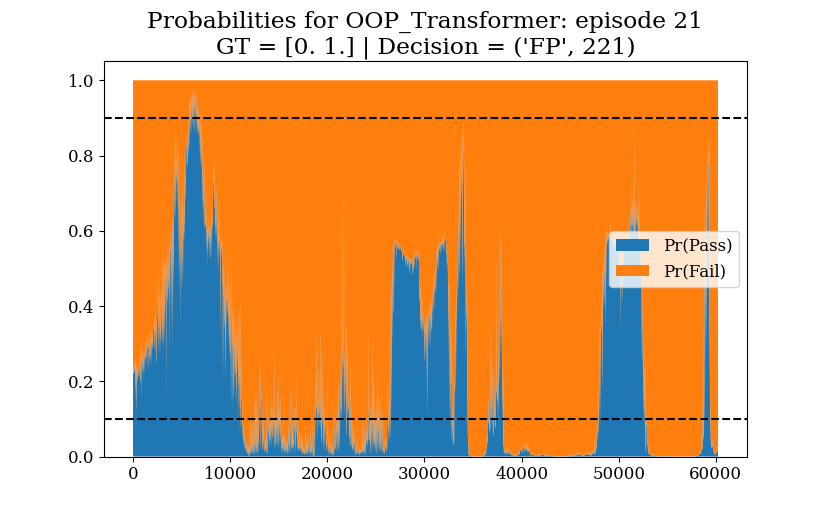 Probabilities for OOP_Transformer: episode 21
GT = [0. 1.] | Decision = ('FP', 221)
1.0
0.8
0.6
0.4
0.2
0.0
Pr(Pass)
Pr(Fail)
0 10000 20000 30000 40000 50000 60000